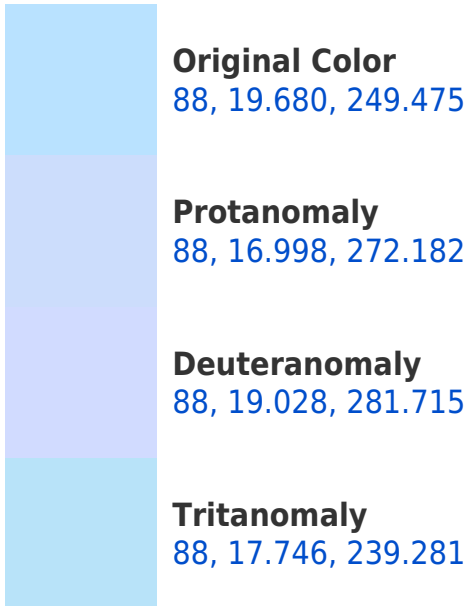 Original Color
88, 19.680, 249.475
Protanomaly
88, 16.998, 272.182
Deuteranomaly
88, 19.028, 281.715
Tritanomaly
88, 17.746, 239.281